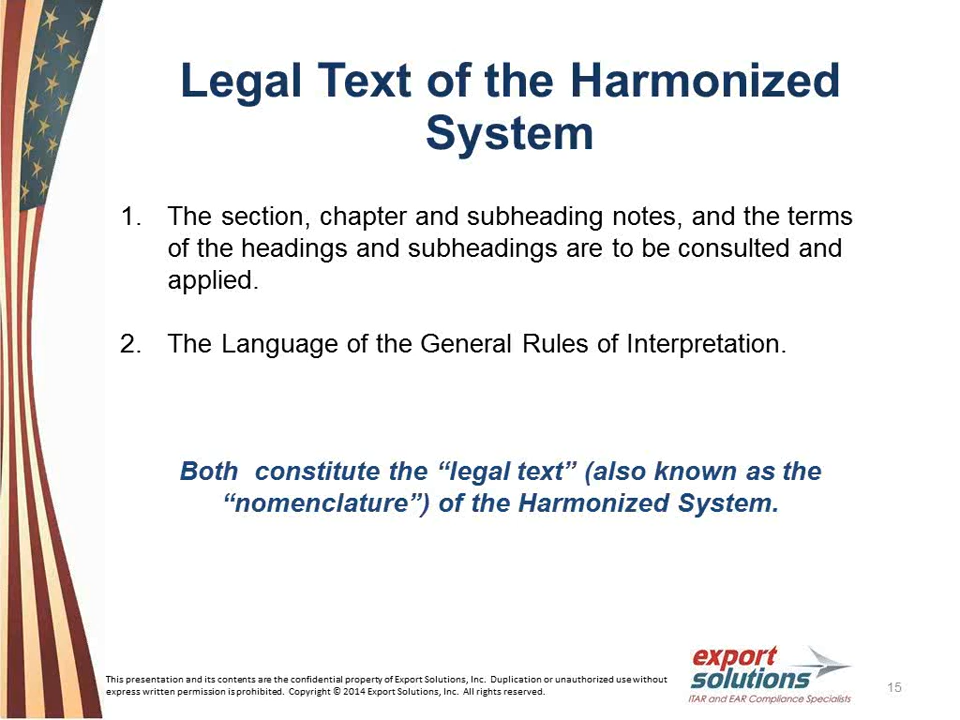 Legal Text of the Harmonized
System
1. The section, chapter and subheading notes, and the terms
of the headings and subheadings are to be consulted and
applied.
2. The Language of the General Rules of Interpretation.
Both  constitute the “legal text” (also known as the
“nomenclature”) of the Harmonized System.
This presentation and its contents are the confidential property of Export Solutions, Inc.  Duplication or unauthorized use without
express written permission is prohibited.  Copyright © 2014 Export Solutions, Inc.  All rights reserved.
export
solutions
ITAR and EAR Compliance Specialists
15